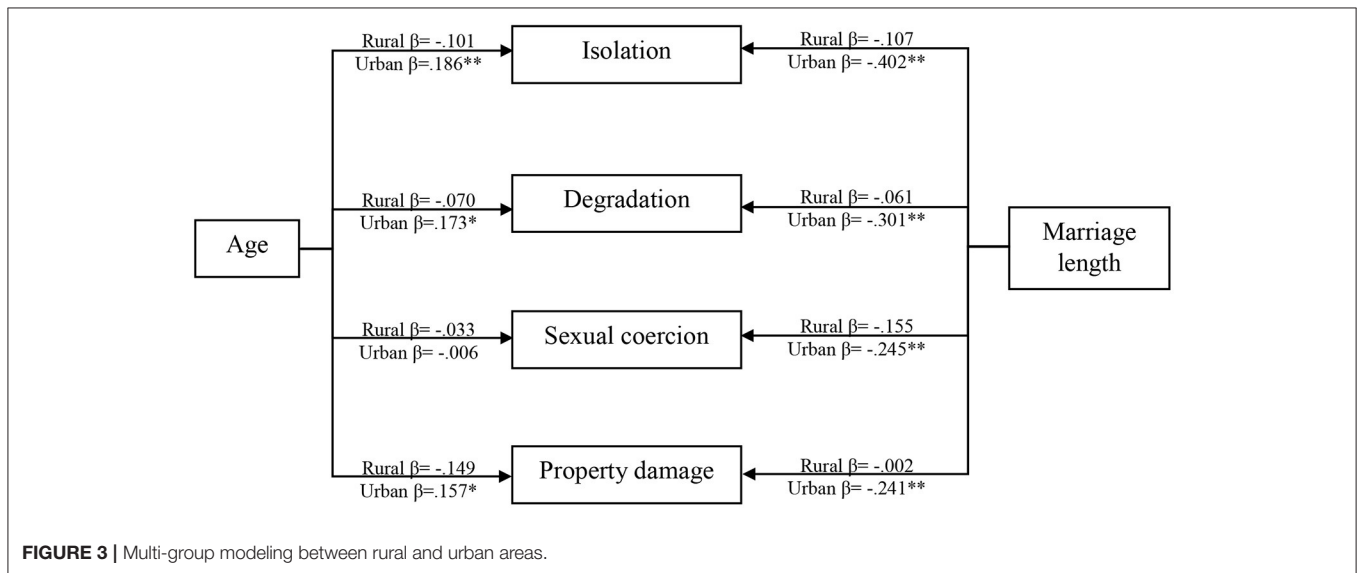 Rural β= -.101
Urban β=.186**
Isolation
Rural β= -.107
Urban β= -.402**
Rural β= -.070
Urban β=.173*
Degradation
Rural β= -.061
Urban β= -.301**
Age
Marriage
length
Rural β= -.033
Urban β= -.006
Sexual coercion
Rural β= -.155
Urban β= -.245**
Rural β= -.149
Urban β=.157*
Property damage
Rural β= -.002
Urban β= -.241**
FIGURE 3 | Multi-group modeling between rural and urban areas.